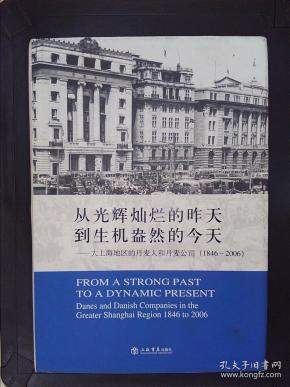 从光辉灿烂的昨天
到生机盎然的今天
——大上海地区的丹麦人和丹麦公司（1846－2006）
FROM A STRONG PAST
TO A DYNAMIC PRESENT
Danes and Danish Companies in the
Greater Shanghai Region 1846 to 2006
上海书店出版社
孔夫子旧书网